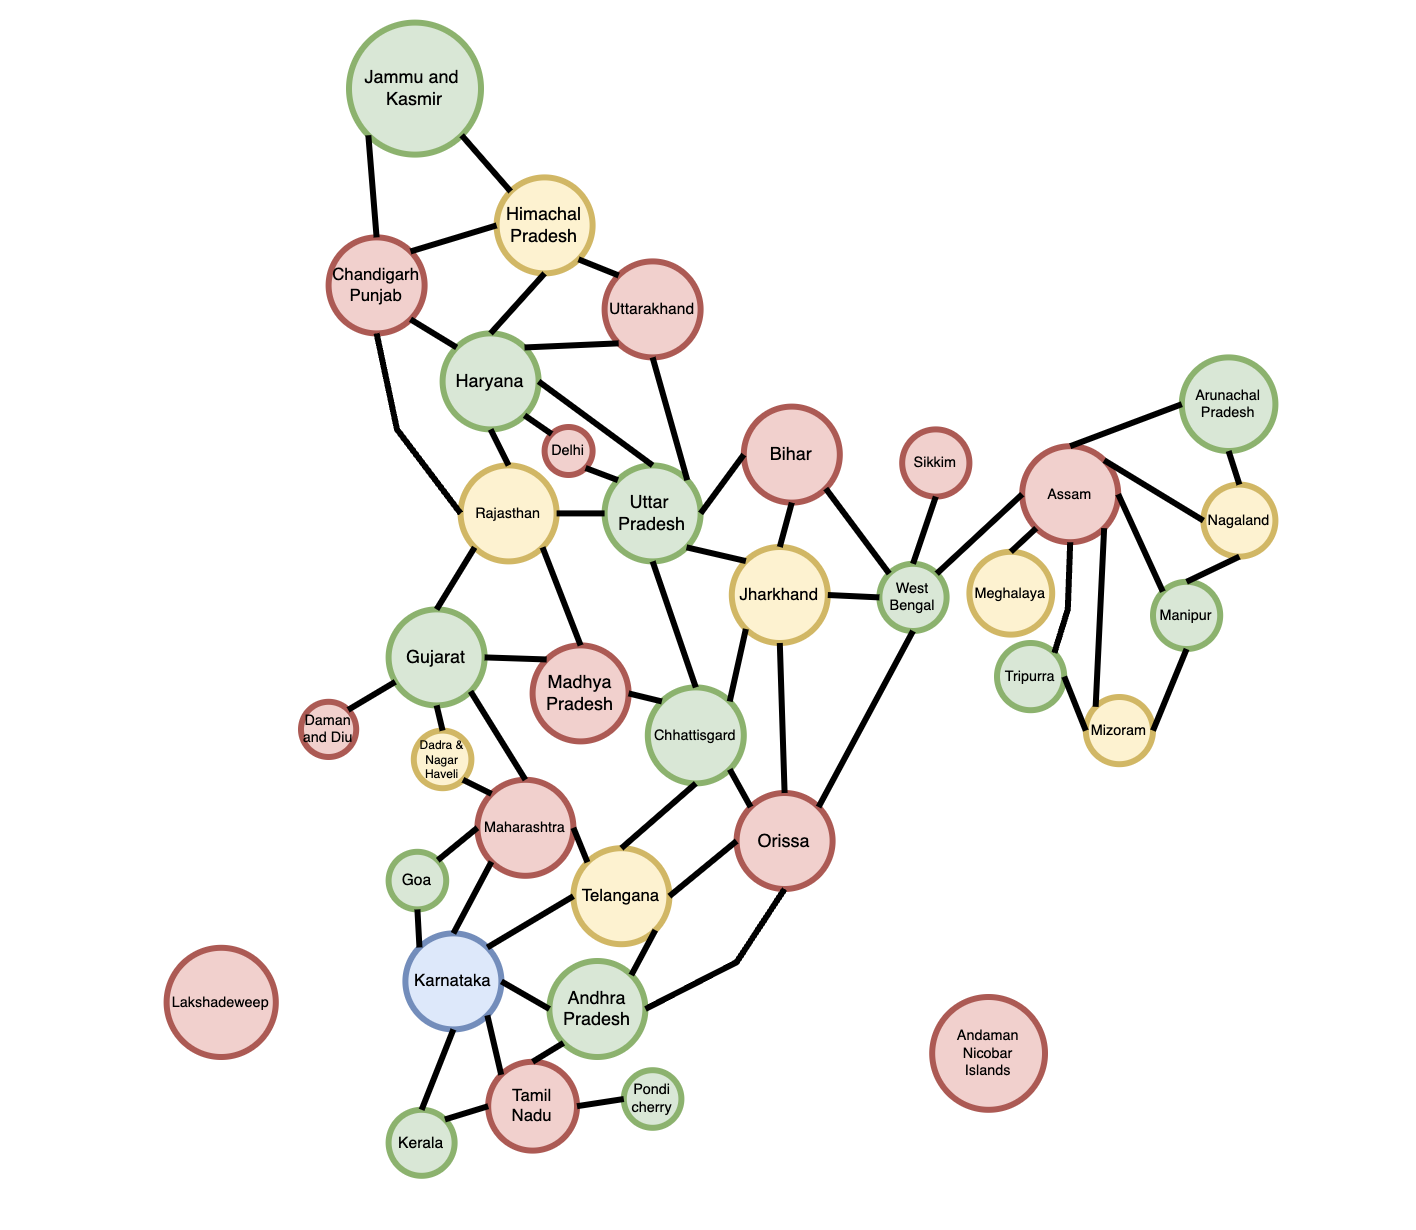 Jammu and
Kasmir
Himachal
Pradesh
Chandigarh
Punjab
Uttarakhand
Haryana
Delhi
Bihar
Sikkim
Arunachal
Pradesh
Assam
Rajasthan
Uttar
Pradesh
Nagaland
Jharkhand
West
Bengal
Meghalaya
Manipur
Gujarat
Madhya
Pradesh
Tripurra
Daman
and Diu
Chhattisgard
Mizoram
Dadra &
Nagar
Haveli
Maharashtra
Orissa
Goa
Telangana
Karnataka
Lakshadeweep
Andhra
Pradesh
Andaman
Nicobar
Islands
Tamil
Nadu
Pondi
cherry
Kerala